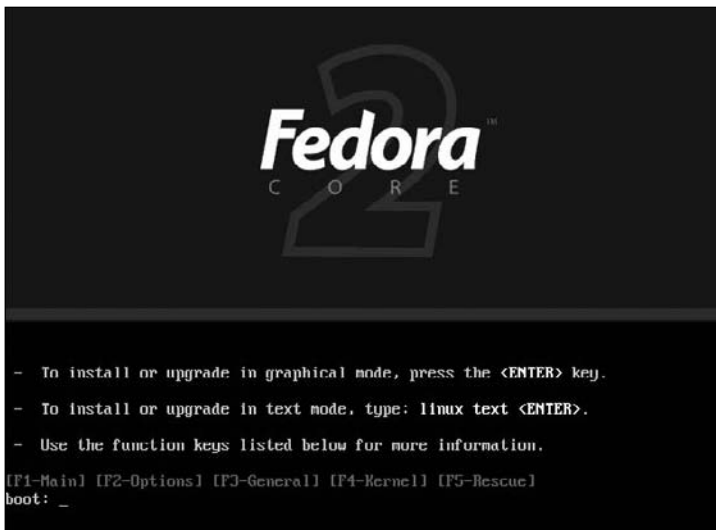 2
Fedora™
CORE
- To install or upgrade in graphical mode, press the <ENTER> key.
- To install or upgrade in text mode, type: linux text <ENTER>.
- Use the function keys listed below for more information.
[F1-Main] [F2-Options] [F3-General] [F4-Kernel] [F5-Rescue]
boot: _